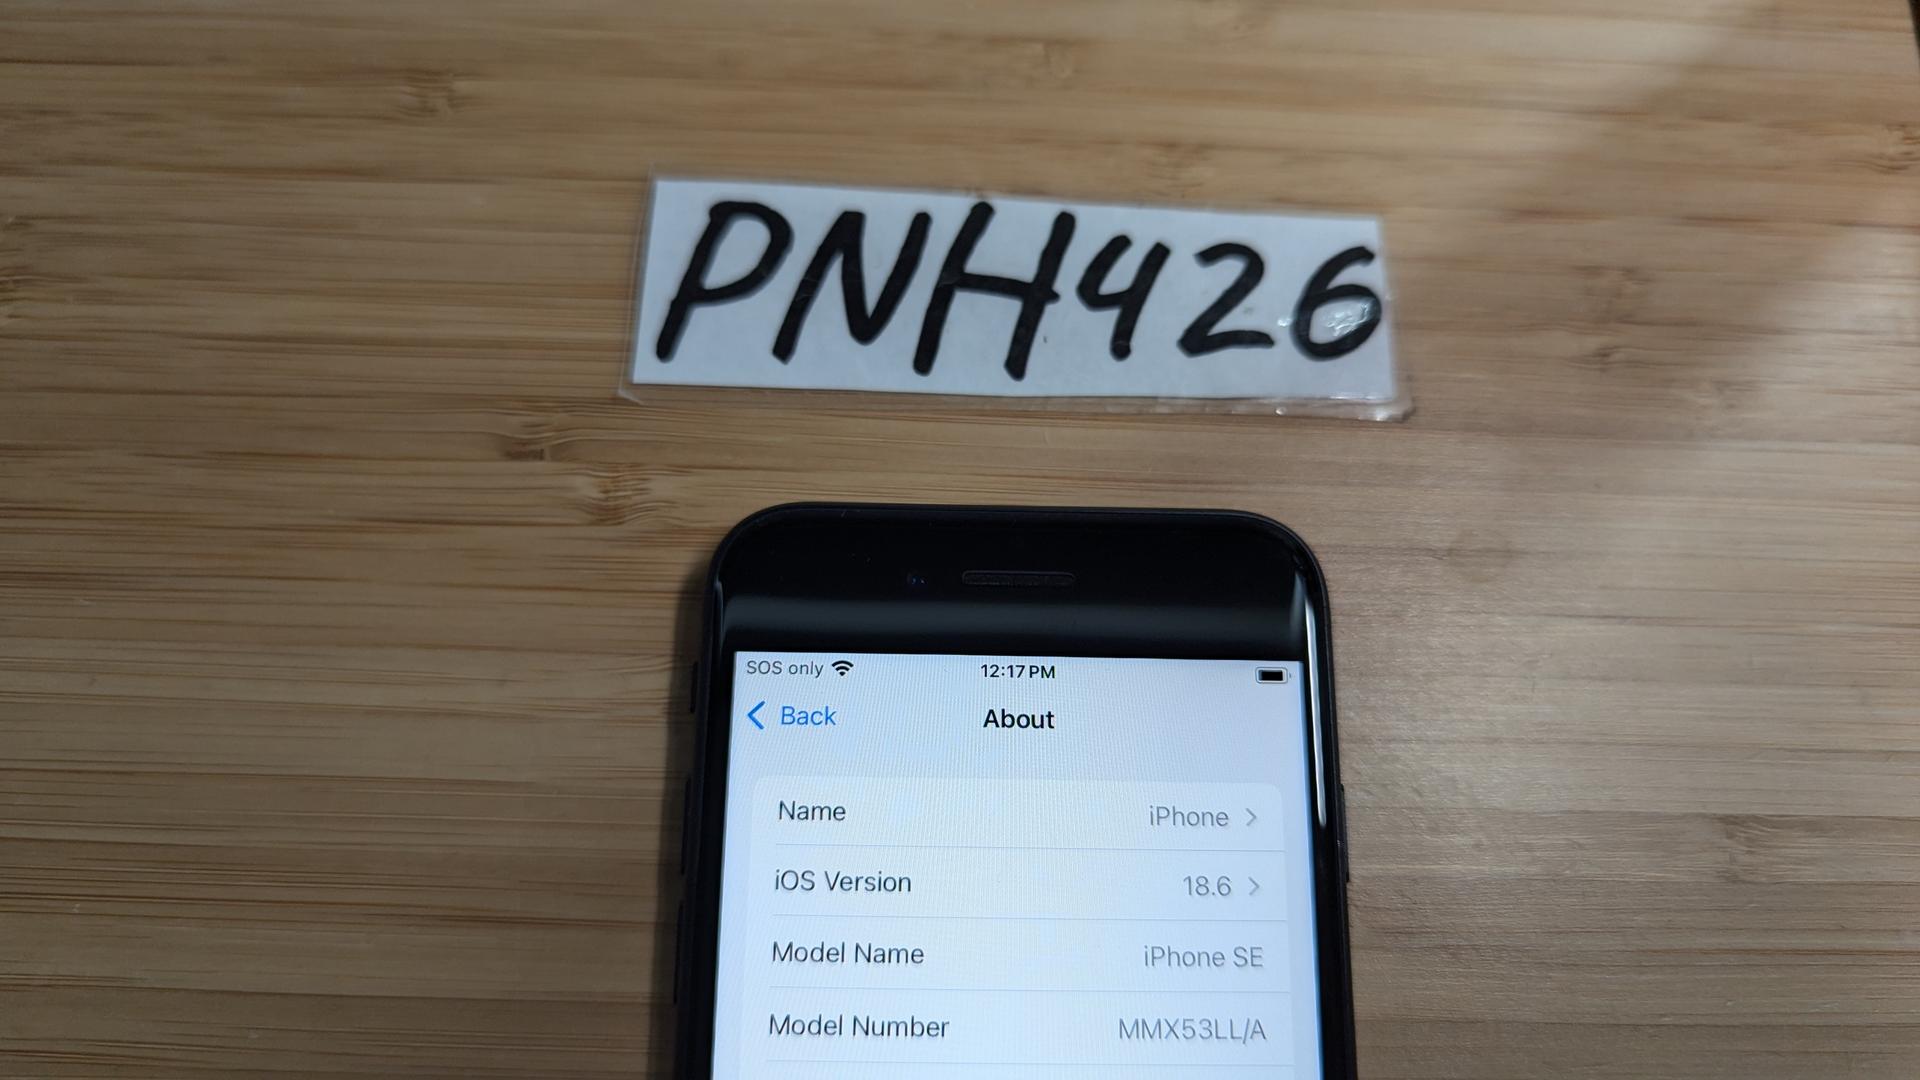 PNH426
SOS only 12:17 PM
Back About
Name iPhone
iOS Version 18.6
Model Name iPhone SE
Model Number MMX53LL/A